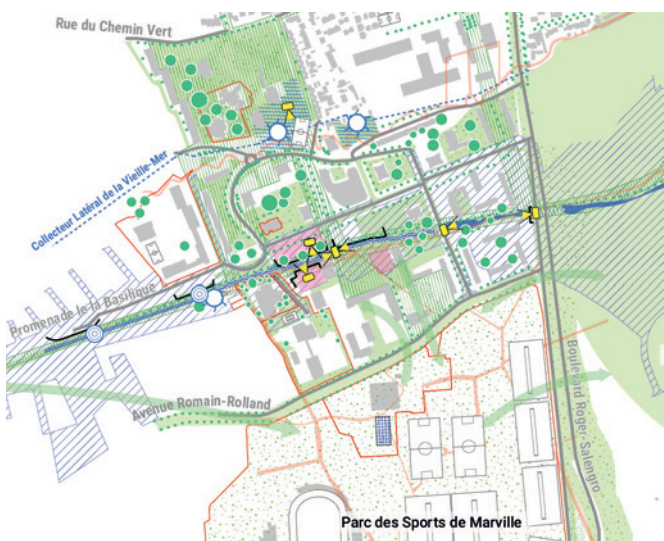 Rue du Chemin Vert
Collecteur Latéral de la Vieille-Mer
Promenade le la Basilique
Avenue Romain-Rolland
Boulevard Roger-Salengro
Parc des Sports de Marville